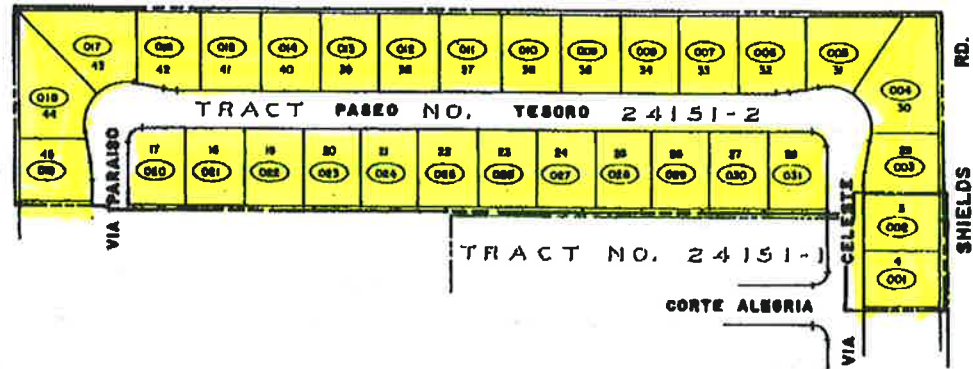 017 016 015 014 013 012 011 010 009 008 007 006 005
43 42 41 40 39 38 37 36 35 34 33 32 31
RD.
018
44
004
30
TRACT PASEO NO. TESORO 24151-2
45 17 18 19 20 21 22 23 24 25 26 27 28 29
019 020 021 022 023 024 025 026 027 028 029 030 031 003
VIA PARAISO
CELESTE
SHIELDS
002
TRACT NO. 24151-1
4
001
CORTE ALEGRIA
VIA